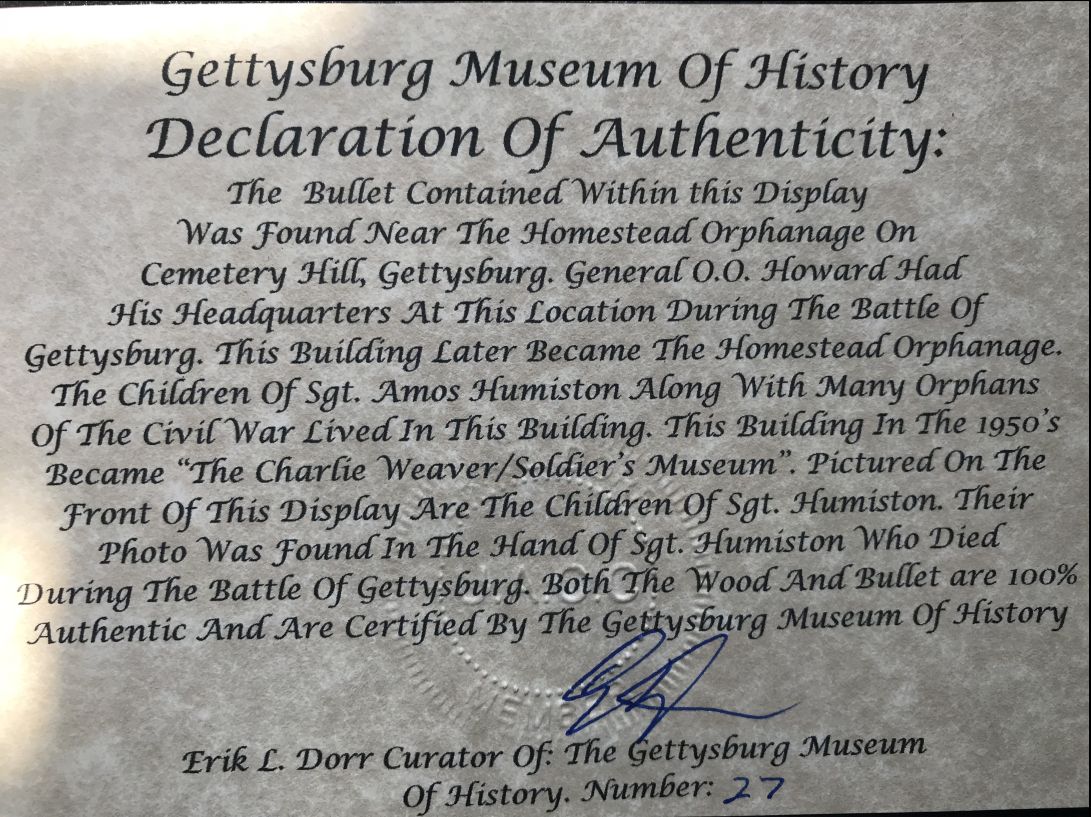 Gettysburg Museum Of History
Declaration Of Authenticity:
The Bullet Contained Within this Display
Was Found Near The Homestead Orphanage On
Cemetery Hill, Gettysburg. General O.O. Howard Had
His Headquarters At This Location During The Battle Of
Gettysburg. This Building Later Became The Homestead Orphanage.
The Children Of Sgt. Amos Humiston Along With Many Orphans
Of The Civil War Lived In This Building. This Building In The 1950's
Became "The Charlie Weaver/Soldier's Museum". Pictured On The
Front Of This Display Are The Children Of Sgt. Humiston. Their
Photo Was Found In The Hand Of Sgt. Humiston Who Died
During The Battle Of Gettysburg. Both The Wood And Bullet are 100%
Authentic And Are Certified By The Gettysburg Museum Of History
MEMBER
Erik L. Dorr Curator Of: The Gettysburg Museum
Of History. Number: 27